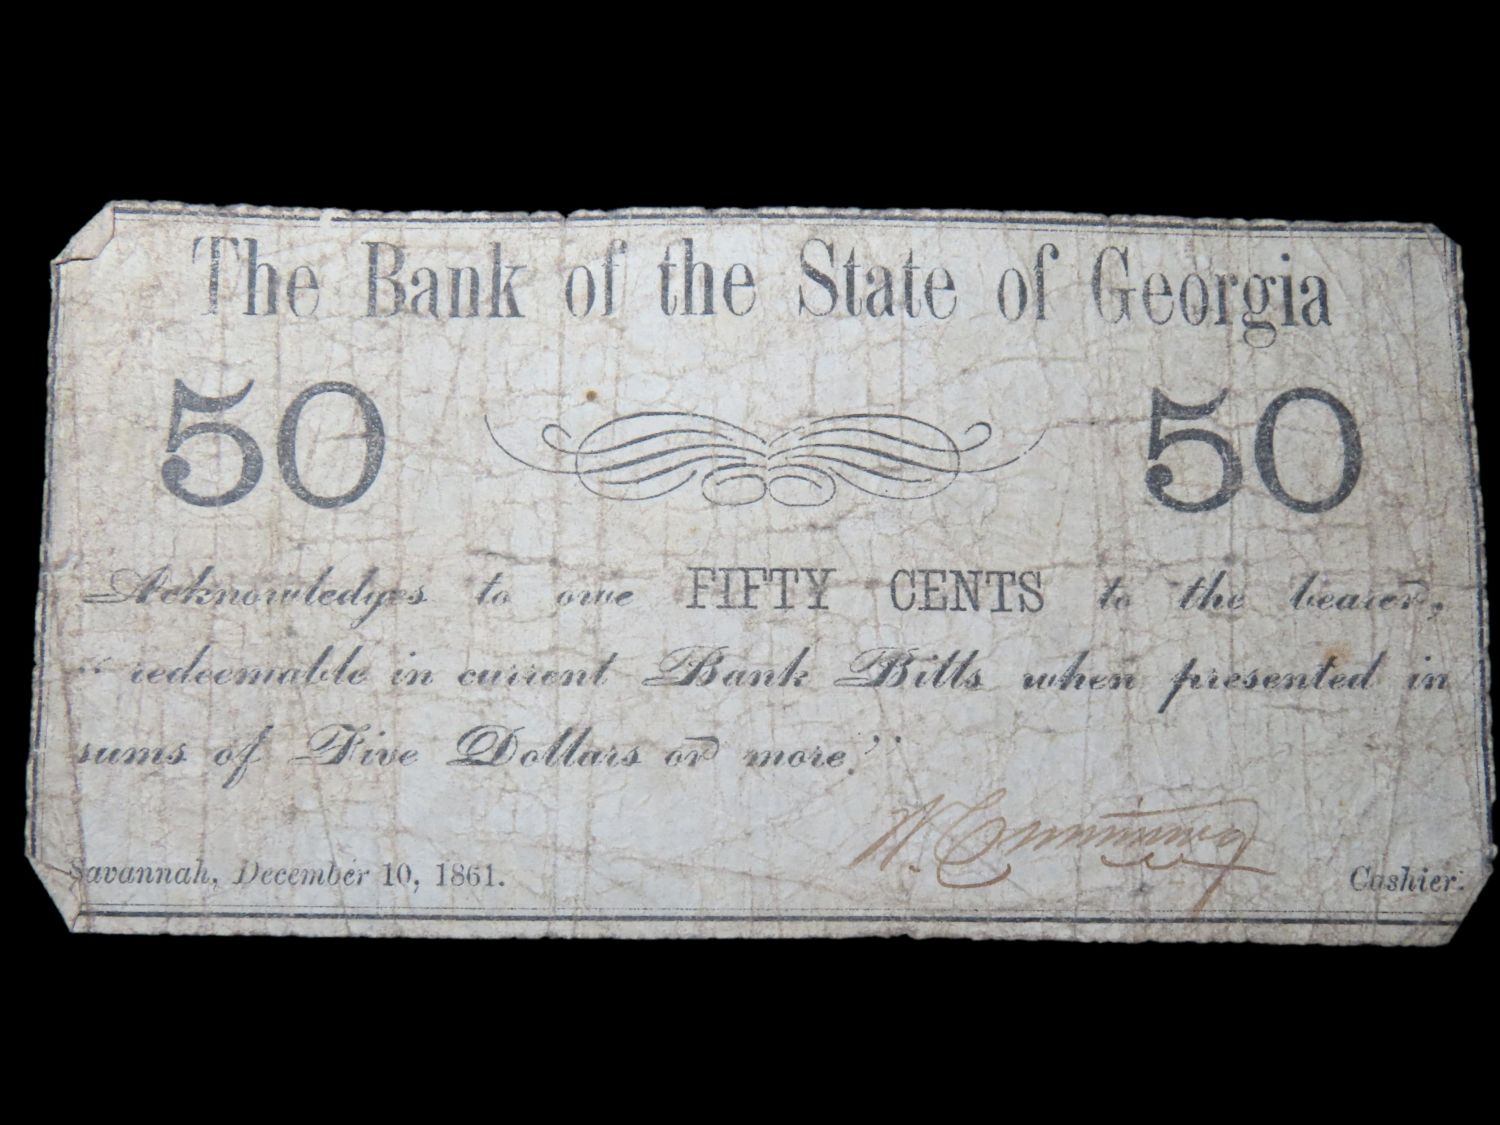 The Bank of the State of Georgia
50 50
Acknowledges to owe FIFTY CENTS to the bearer,
" redeemable in current Bank Bills when presented in
sums of Five Dollars or more."
W. Cumming
Savannah, December 10, 1861. Cashier.